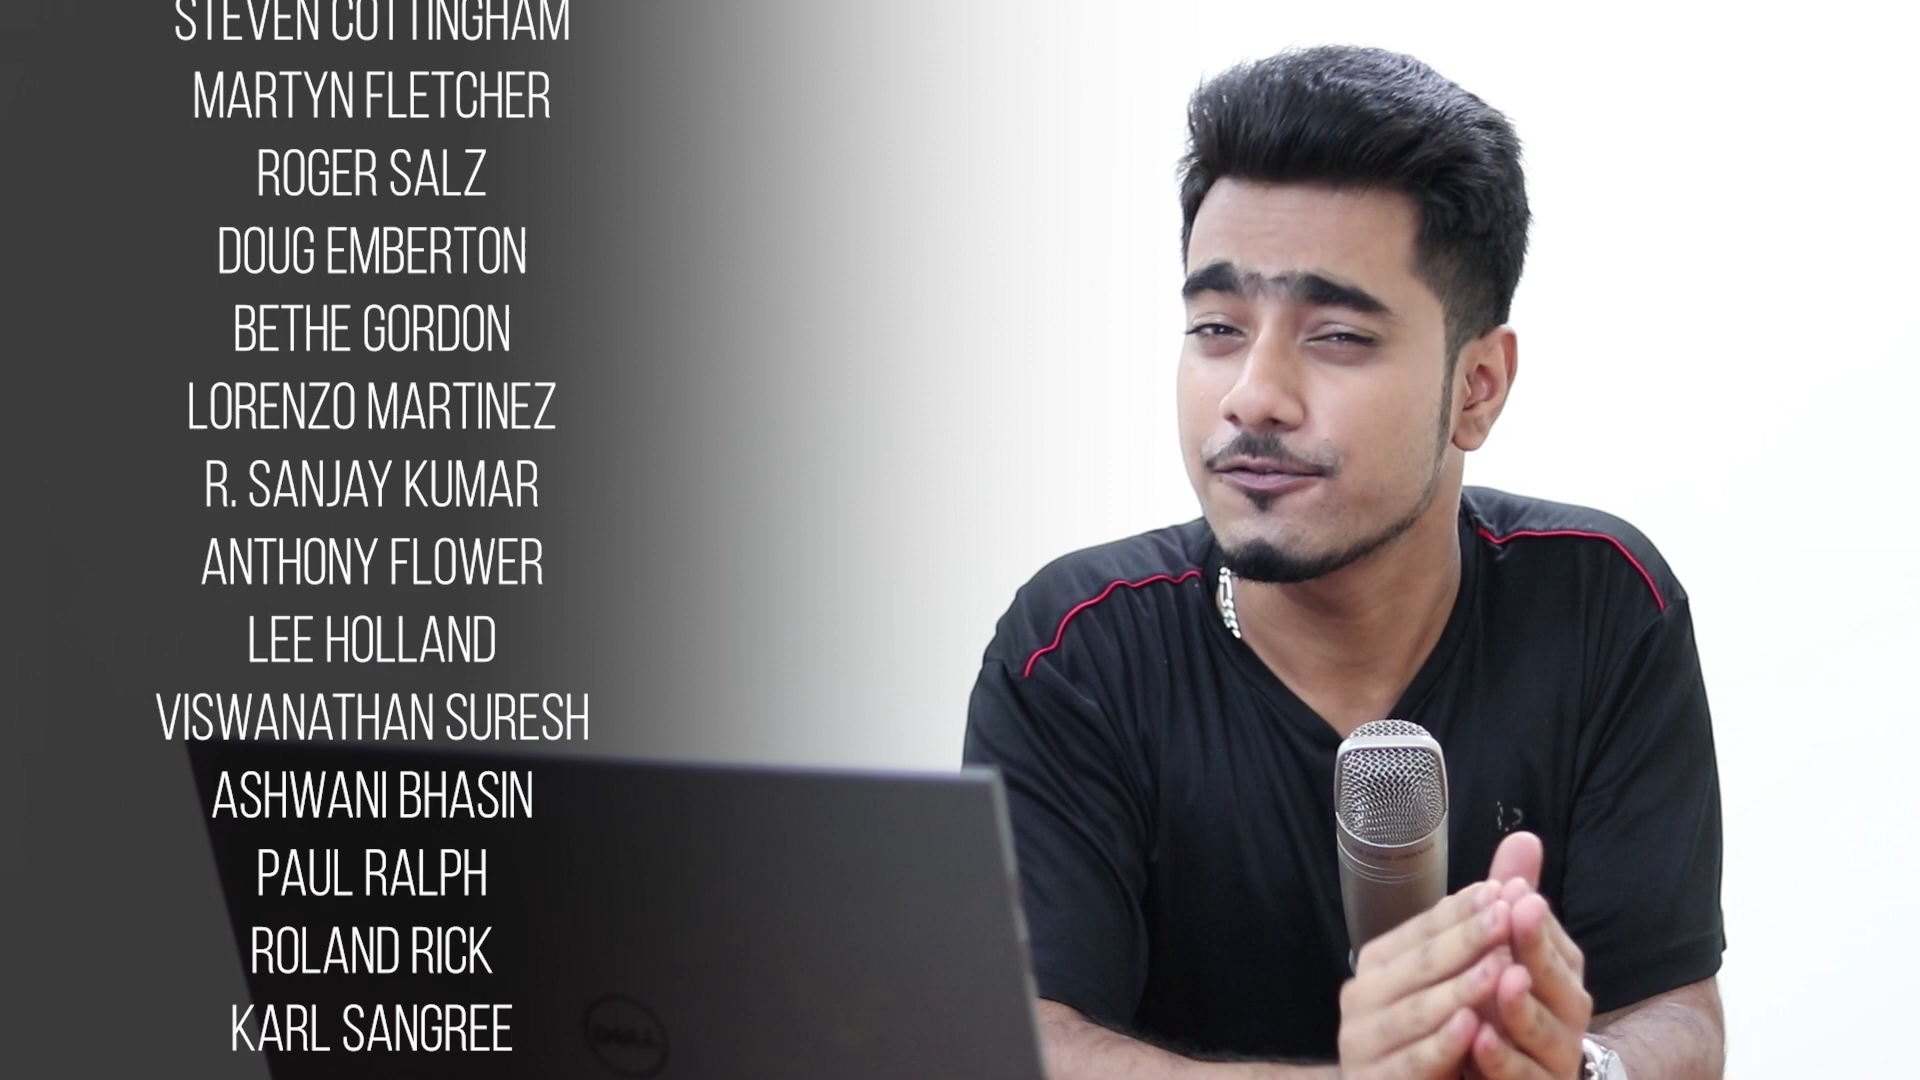 STEVEN COTTINGHAM
MARTYN FLETCHER
ROGER SALZ
DOUG EMBERTON
BETHE GORDON
LORENZO MARTINEZ
R. SANJAY KUMAR
ANTHONY FLOWER
LEE HOLLAND
VISWANATHAN SURESH
ASHWANI BHASIN
PAUL RALPH
ROLAND RICK
KARL SANGREE
DELL